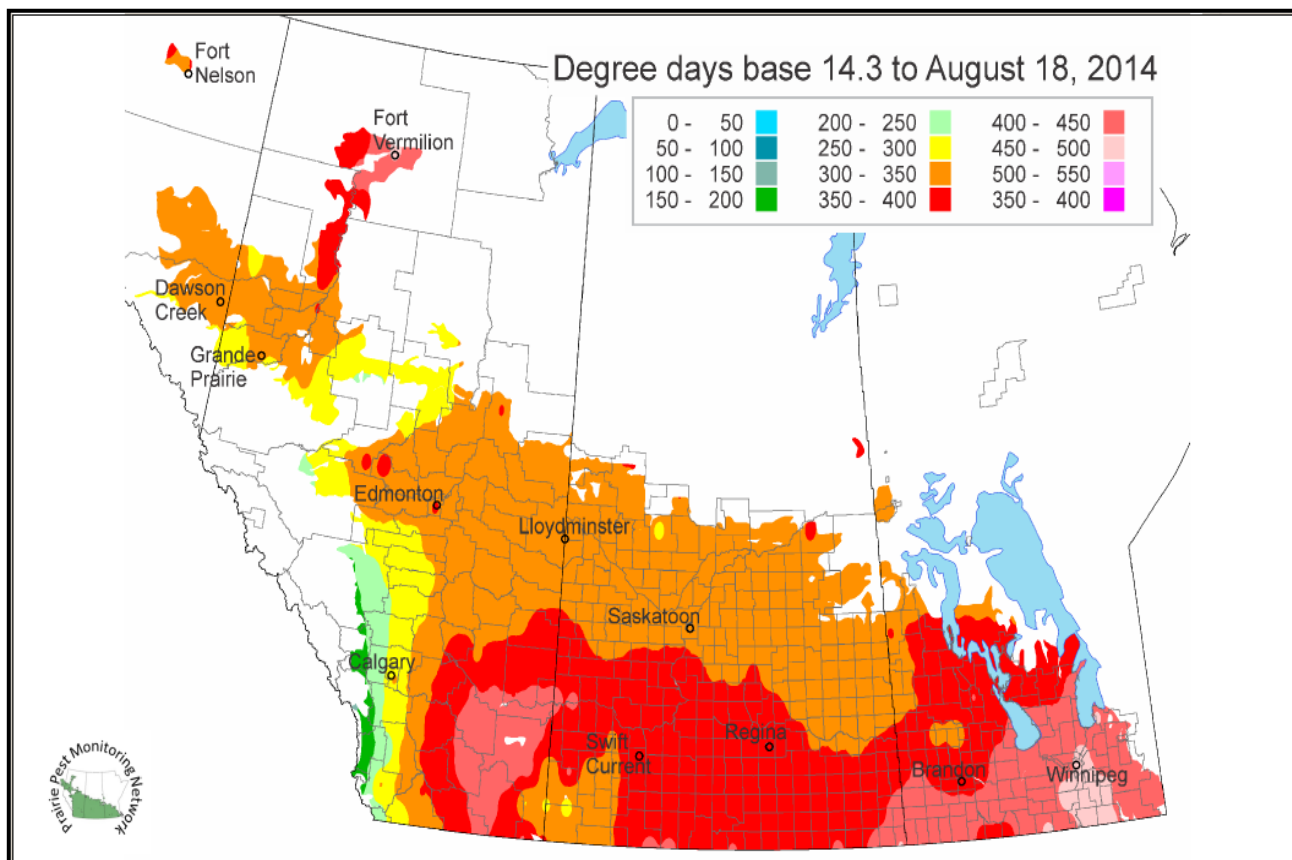 Degree days base 14.3 to August 18, 2014
0 - 50
50 - 100
100 - 150
150 - 200
200 - 250
250 - 300
300 - 350
350 - 400
400 - 450
450 - 500
500 - 550
350 - 400
Fort
Nelson
Fort
Vermilion
Dawson
Creek
Grande
Prairie
Edmonton
Lloydminster
Saskatoon
Calgary
Regina
Swift
Current
Brandon
Winnipeg
Prairie Pest Monitoring Network